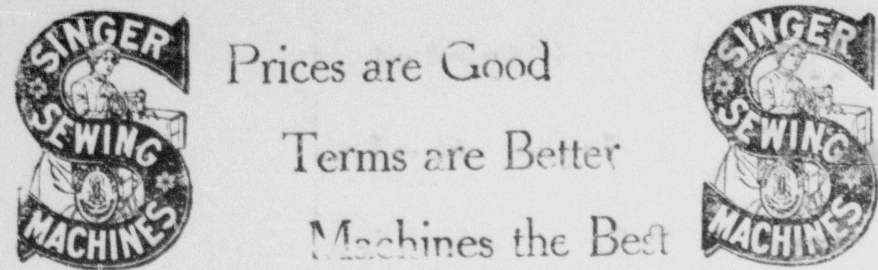 SINGER
SEWING
MACHINES
Prices are Good
Terms are Better
Machines the Best
SINGER
SEWING
MACHINES